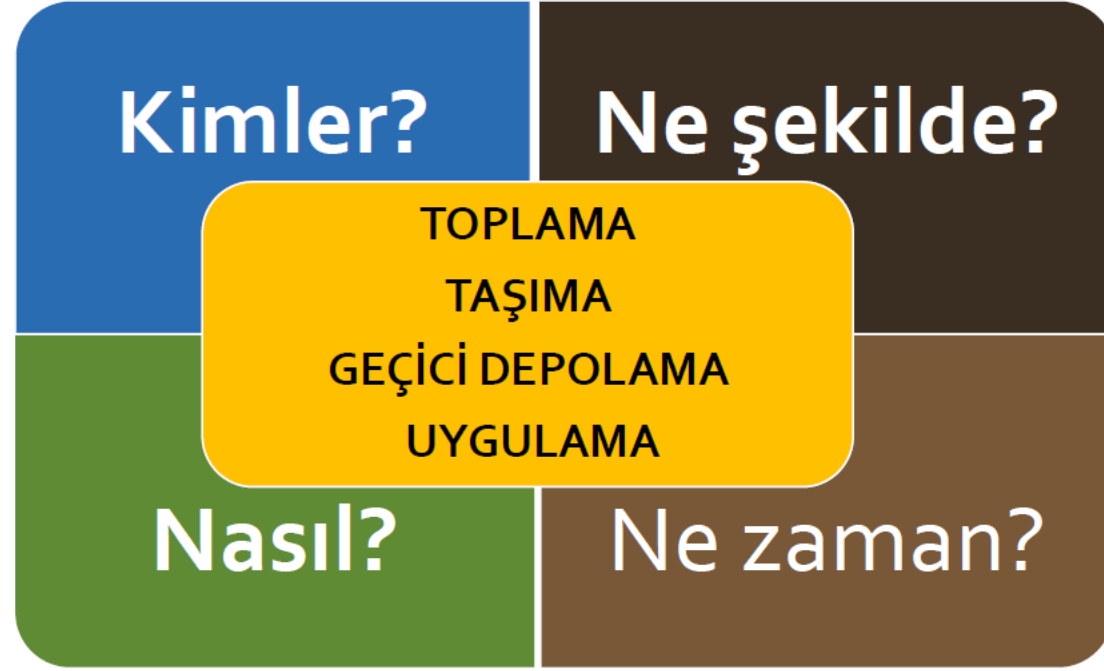 Kimler?
Ne şekilde?
TOPLAMA
TAŞIMA
GEÇİCİ DEPOLAMA
UYGULAMA
Nasıl?
Ne zaman?